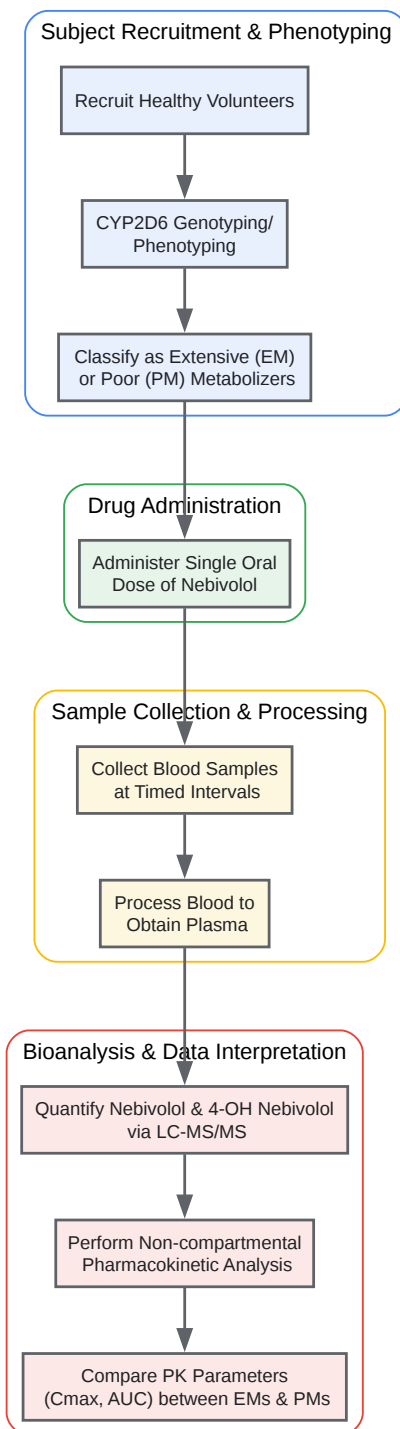 Subject Recruitment & Phenotyping
Recruit Healthy Volunteers
CYP2D6 Genotyping/
Phenotyping
Classify as Extensive (EM)
or Poor (PM) Metabolizers
Drug Administration
Administer Single Oral
Dose of Nebivolol
Sample Collection & Processing
Collect Blood Samples
at Timed Intervals
Process Blood to
Obtain Plasma
Bioanalysis & Data Interpretation
Quantify Nebivolol & 4-OH Nebivolol
via LC-MS/MS
Perform Non-compartmental
Pharmacokinetic Analysis
Compare PK Parameters
(Cmax, AUC) between EMs & PMs